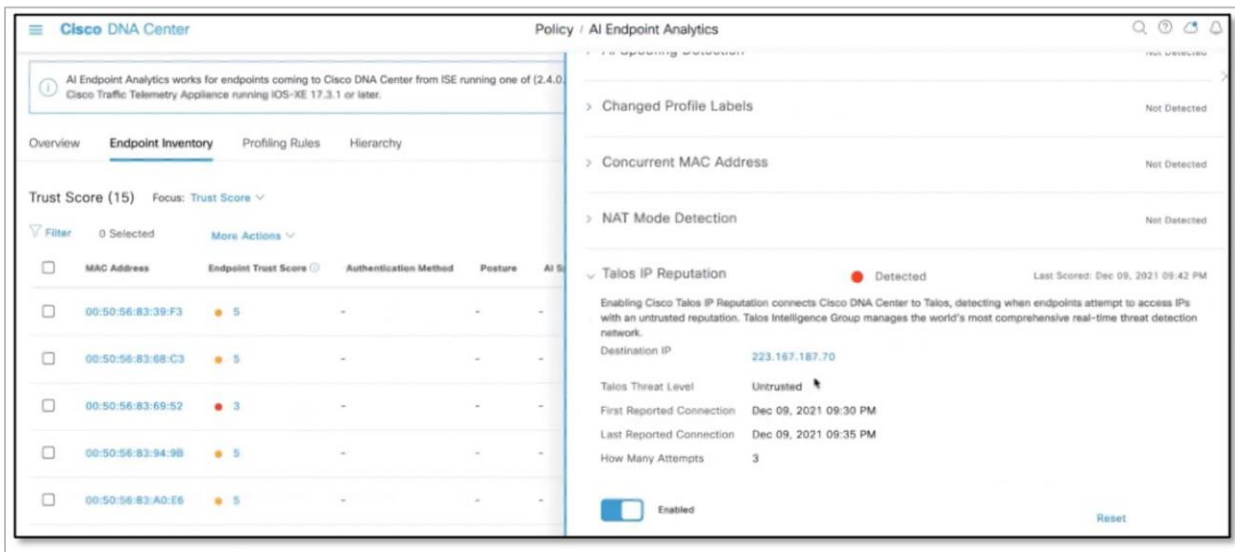 Cisco DNA Center
Policy / AI Endpoint Analytics
AI Endpoint Analytics works for endpoints coming to Cisco DNA Center from ISE running one of (2.4.0.
Cisco Traffic Telemetry Appliance running IOS-XE 17.3.1 or later.
Overview Endpoint Inventory Profiling Rules Hierarchy
Trust Score (15) Focus: Trust Score
Filter 0 Selected More Actions
MAC Address Endpoint Trust Score Authentication Method Posture AI S
00:50:56:83:39:F3 5 - - -
00:50:56:83:68:C3 5 - - -
00:50:56:83:69:52 3 - - -
00:50:56:83:94:9B 5 - - -
00:50:56:83:A0:E6 5 - - -
AI Spoofing Detection Not Detected
Changed Profile Labels Not Detected
Concurrent MAC Address Not Detected
NAT Mode Detection Not Detected
Talos IP Reputation Detected Last Scored: Dec 09, 2021 09:42 PM
Enabling Cisco Talos IP Reputation connects Cisco DNA Center to Talos, detecting when endpoints attempt to access IPs
with an untrusted reputation. Talos Intelligence Group manages the world's most comprehensive real-time threat detection
network.
Destination IP 223.167.187.70
Talos Threat Level Untrusted
First Reported Connection Dec 09, 2021 09:30 PM
Last Reported Connection Dec 09, 2021 09:35 PM
How Many Attempts 3
Enabled Reset